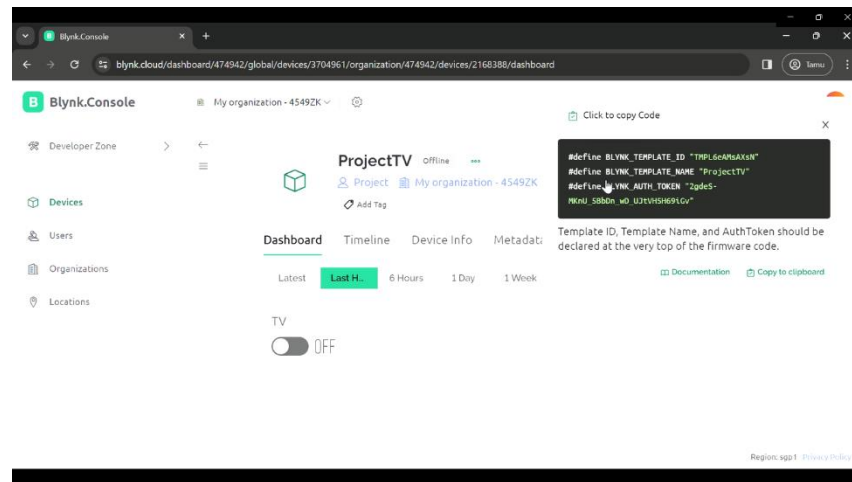 Blynk.Console
blynk.cloud/dashboard/474942/global/devices/3704961/organization/474942/devices/2168388/dashboard
Tamu
B Blynk.Console
My organization - 4549ZK
Click to copy Code
Developer Zone
Devices
Users
Organizations
Locations
ProjectTV Offline
Project My organization - 4549ZK
Add Tag
#define BLYNK_TEMPLATE_ID "TMPL6eAMsAXsN"
#define BLYNK_TEMPLATE_NAME "ProjectTV"
#define BLYNK_AUTH_TOKEN "2gdeS-
MKnU_SBbDn_wO_UJtVHSH69iGv"
Template ID, Template Name, and AuthToken should be
declared at the very top of the firmware code.
Documentation Copy to clipboard
Dashboard Timeline Device Info Metadata
Latest Last H... 6 Hours 1 Day 1 Week
TV
OFF
Region: sgp1 Privacy Policy